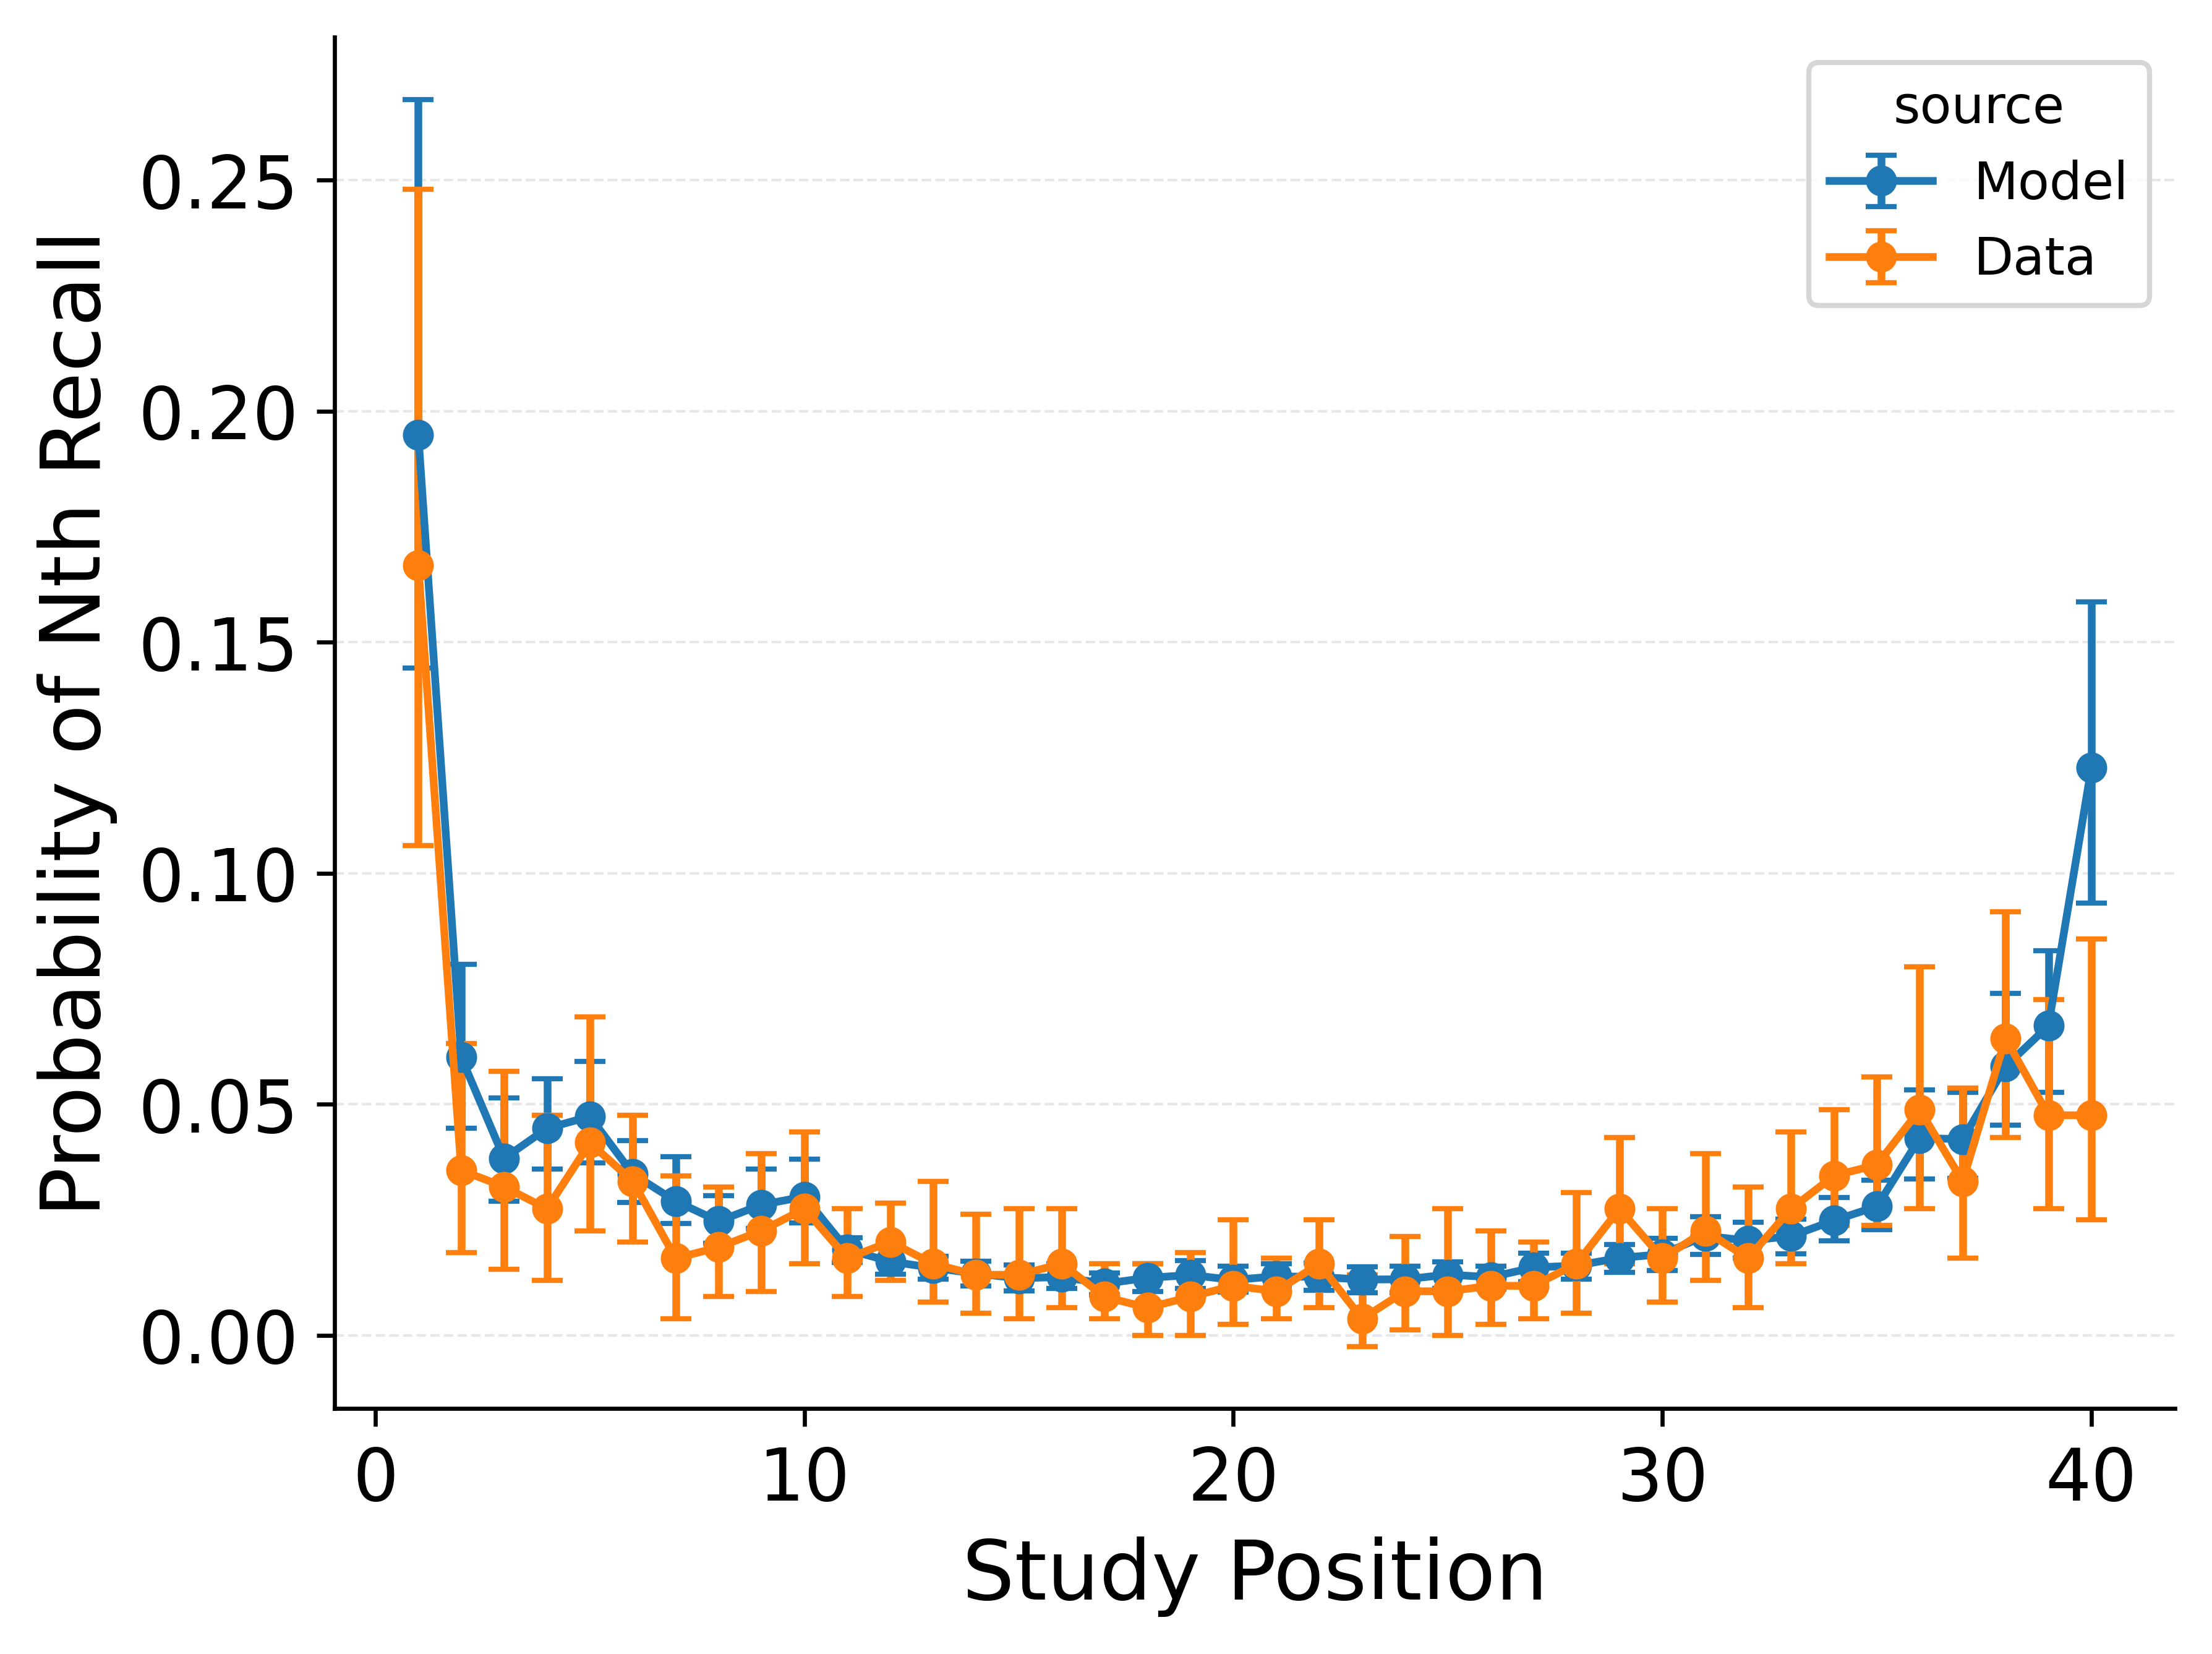 source
Model
Data
Probability of Nth Recall
0.25
0.20
0.15
0.10
0.05
0.00
0 10 20 30 40
Study Position